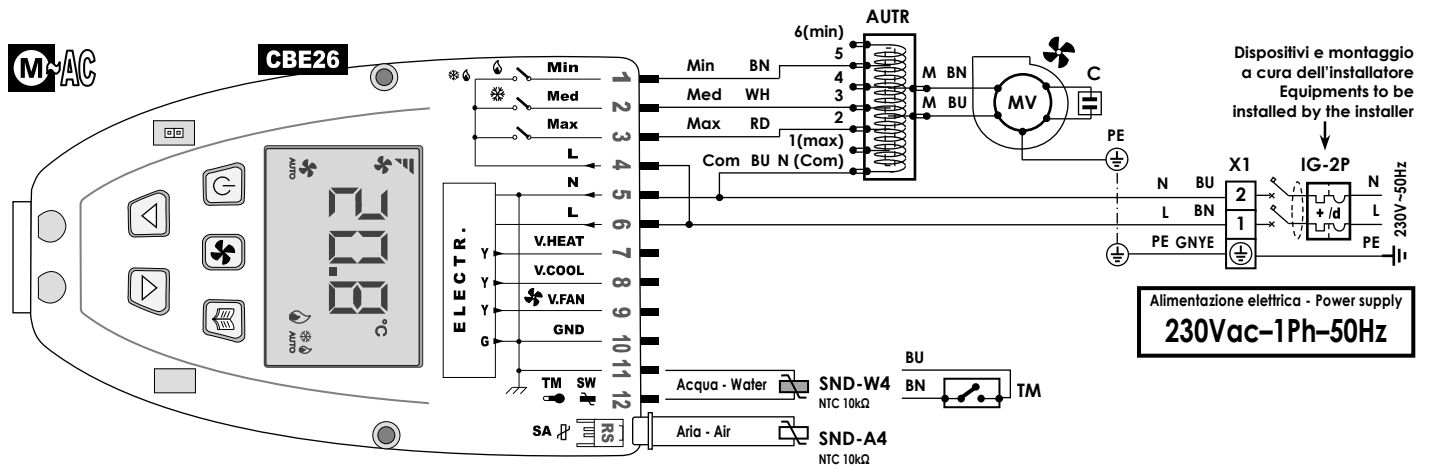 M~AC
CBE26
Min
Med
Max
L
N
L
V.HEAT
V.COOL
V.FAN
GND
Y
Y
Y
G
ELECTR.
TM SW
SA
RS
1
2
3
4
5
6
7
8
9
10
11
12
AUTO
20.8
°C
AUTO
Min BN
Med WH
Max RD
Com BU N (Com)
AUTR
6(min)
5
4
3
2
1(max)
M BN
M BU
MV
C
PE
Dispositivi e montaggio
a cura dell'installatore
Equipments to be
installed by the installer
X1 IG-2P
N BU 2 N
L BN 1 L
PE GNYE PE
+ /d
230V~50Hz
Alimentazione elettrica - Power supply
230Vac–1Ph–50Hz
Acqua - Water
SND-W4
NTC 10kΩ
BU
BN
TM
Aria - Air
SND-A4
NTC 10kΩ